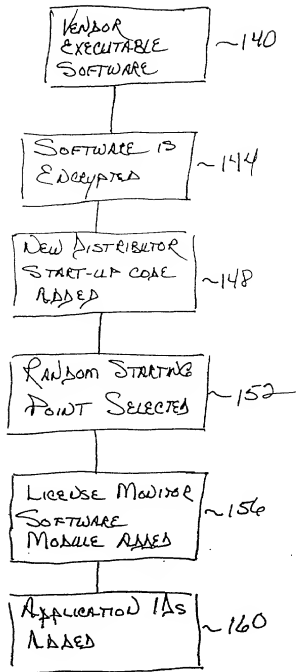 VENDOR
EXECUTABLE
SOFTWARE
~140
SOFTWARE IS
ENCRYPTED
~144
NEW DISTRIBUTOR
START-UP CODE
ADDED
~148
RANDOM STARTING
POINT SELECTED
~152
LICENSE MONITOR
SOFTWARE
MODULE ADDED
~156
APPLICATION IDs
ADDED
~160